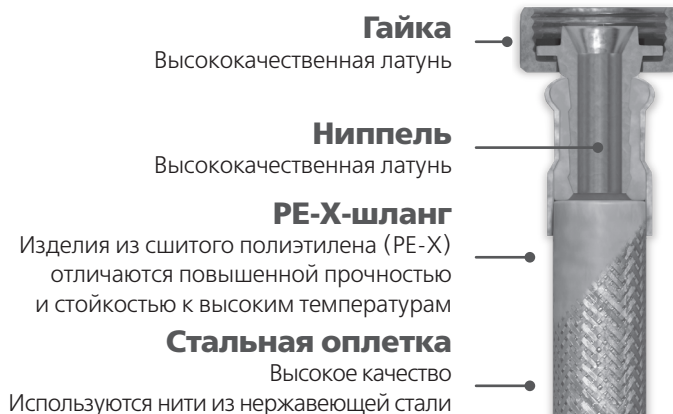 Гайка
Высококачественная латунь
Ниппель
Высококачественная латунь
PE-X-шланг
Изделия из сшитого полиэтилена (PE-X)
отличаются повышенной прочностью
и стойкостью к высоким температурам
Стальная оплетка
Высокое качество
Используются нити из нержавеющей стали